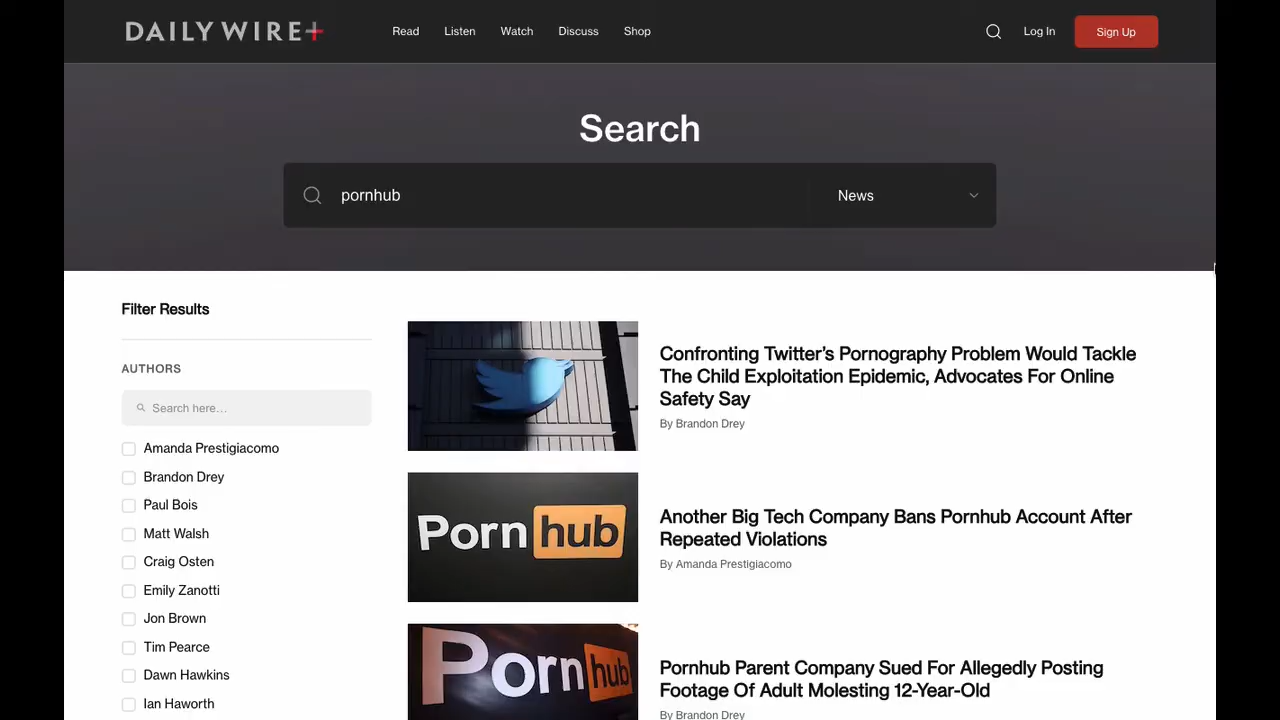 DAILY WIRE+
Read Listen Watch Discuss Shop
Log In
Sign Up
Search
pornhub
News
Filter Results
AUTHORS
Search here...
Amanda Prestigiacomo
Brandon Drey
Paul Bois
Matt Walsh
Craig Osten
Emily Zanotti
Jon Brown
Tim Pearce
Dawn Hawkins
Ian Haworth
Confronting Twitter's Pornography Problem Would Tackle
The Child Exploitation Epidemic, Advocates For Online
Safety Say
By Brandon Drey
Porn hub
Another Big Tech Company Bans Pornhub Account After
Repeated Violations
By Amanda Prestigiacomo
Porn hub
Pornhub Parent Company Sued For Allegedly Posting
Footage Of Adult Molesting 12-Year-Old
By Brandon Drey